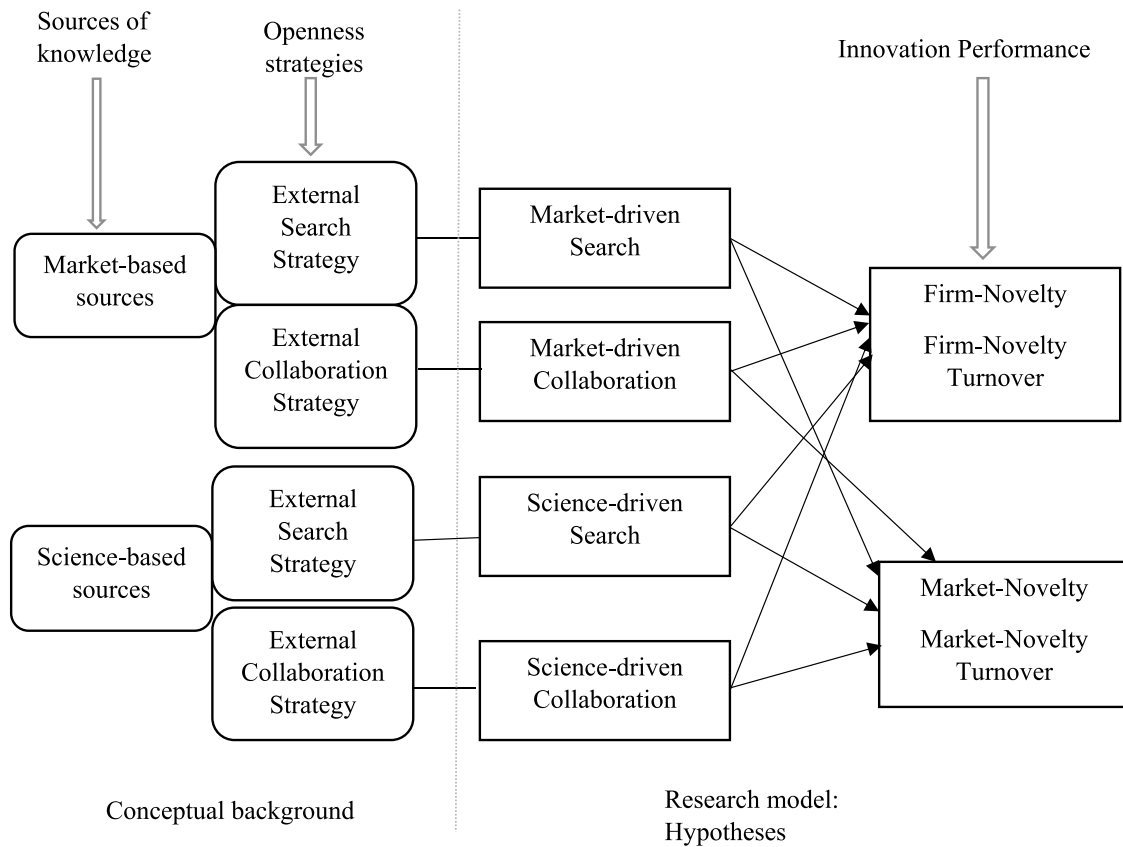 Sources of
knowledge
Openness
strategies
Innovation Performance
Market-based
sources
External
Search
Strategy
External
Collaboration
Strategy
Market-driven
Search
Market-driven
Collaboration
Firm-Novelty
Firm-Novelty
Turnover
Science-based
sources
External
Search
Strategy
External
Collaboration
Strategy
Science-driven
Search
Science-driven
Collaboration
Market-Novelty
Market-Novelty
Turnover
Conceptual background
Research model:
Hypotheses